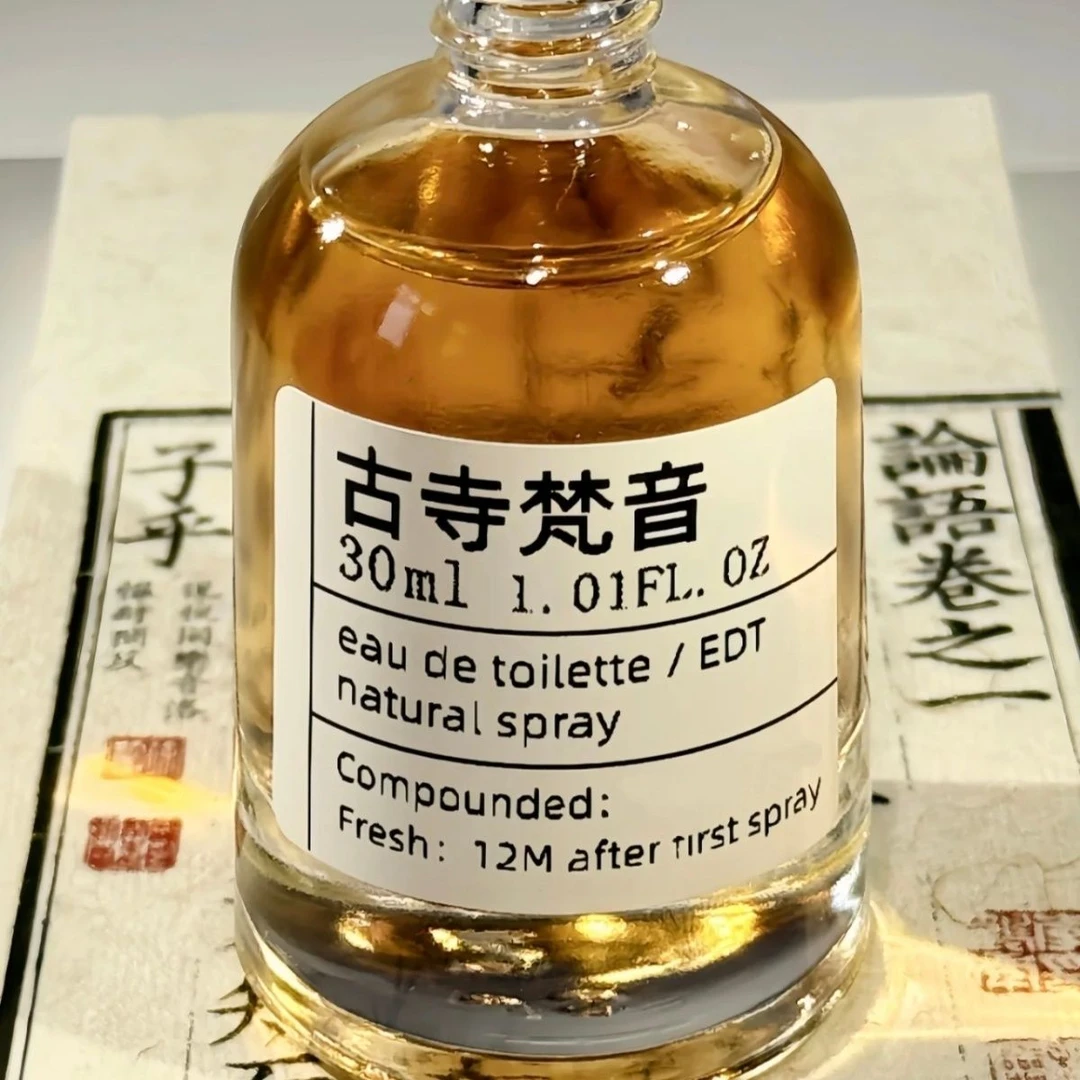 古寺梵音
30ml 1.01FL.OZ
eau de toilette / EDT
natural spray
Compounded:
Fresh: 12M after first spray
論語卷之一
子乎